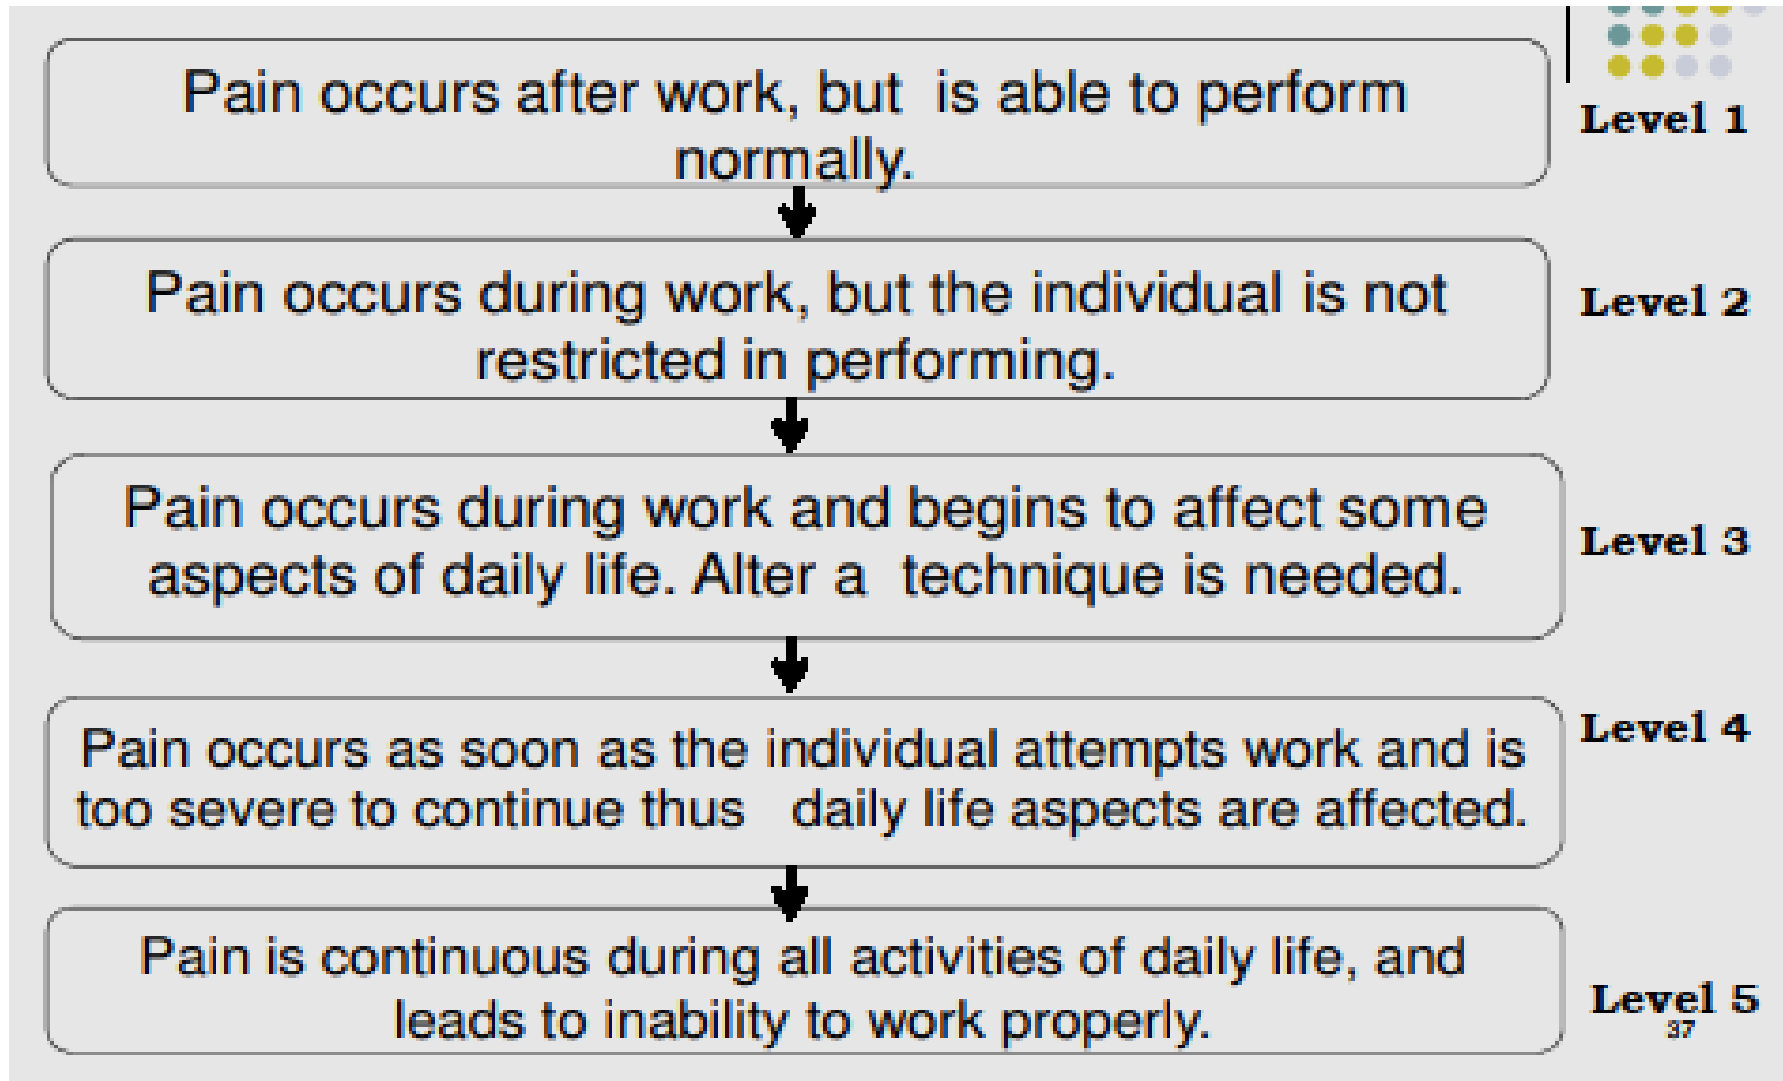 Pain occurs after work, but is able to perform
normally.
Level 1
Pain occurs during work, but the individual is not
restricted in performing.
Level 2
Pain occurs during work and begins to affect some
aspects of daily life. Alter a technique is needed.
Level 3
Pain occurs as soon as the individual attempts work and is
too severe to continue thus daily life aspects are affected.
Level 4
Pain is continuous during all activities of daily life, and
leads to inability to work properly.
Level 5
37